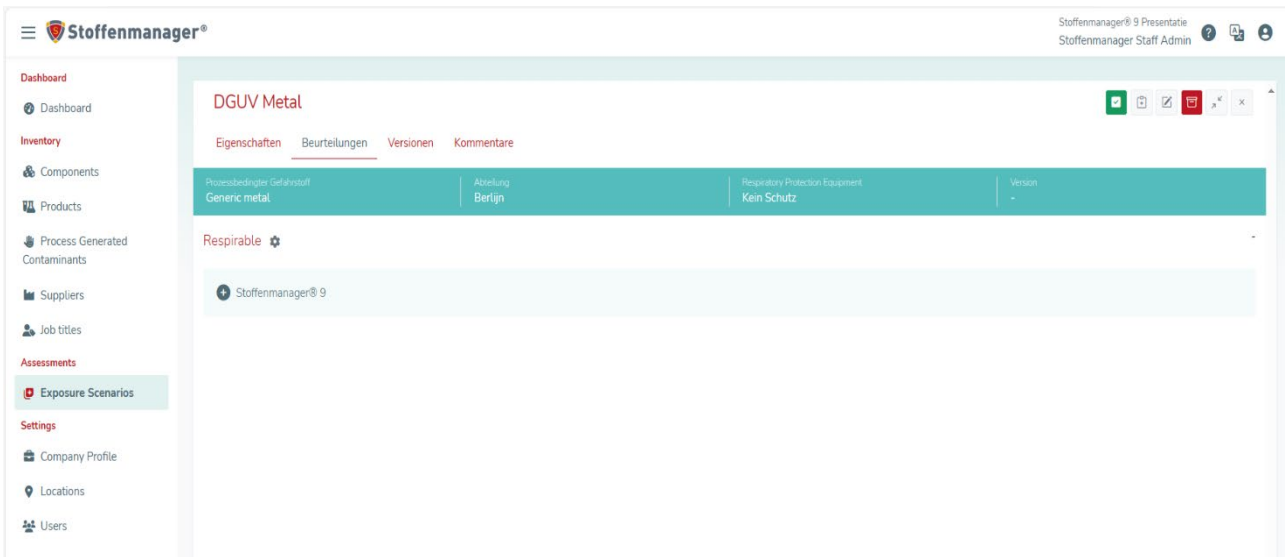 Stoffenmanager®
Stoffenmanager® 9 Presentatie
Stoffenmanager Staff Admin
Dashboard
Dashboard
Inventory
Components
Products
Process Generated
Contaminants
Suppliers
Job titles
Assessments
Exposure Scenarios
Settings
Company Profile
Locations
Users
DGUV Metal
Eigenschaften Beurteilungen Versionen Kommentare
Prozessbedingter Gefahrstoff Abteilung Respiratory Protection Equipment Version
Generic metal Berlijn Kein Schutz -
Respirable -
Stoffenmanager® 9